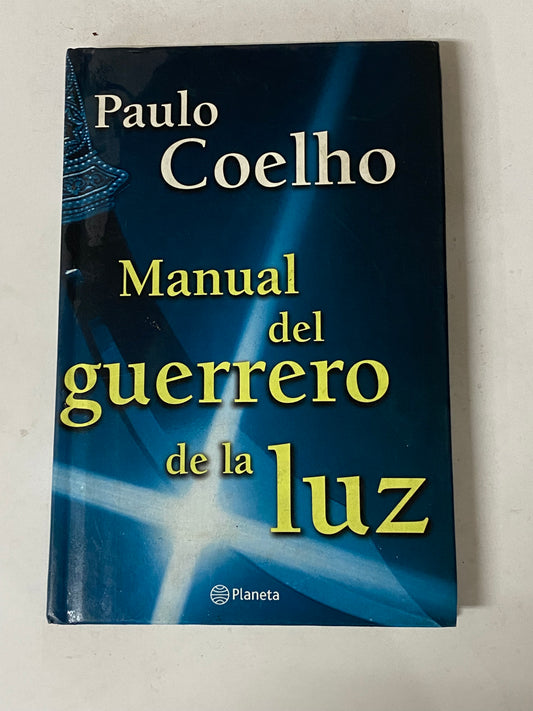 Paulo
Coelho
Manual
del
guerrero
de la
luz
Planeta